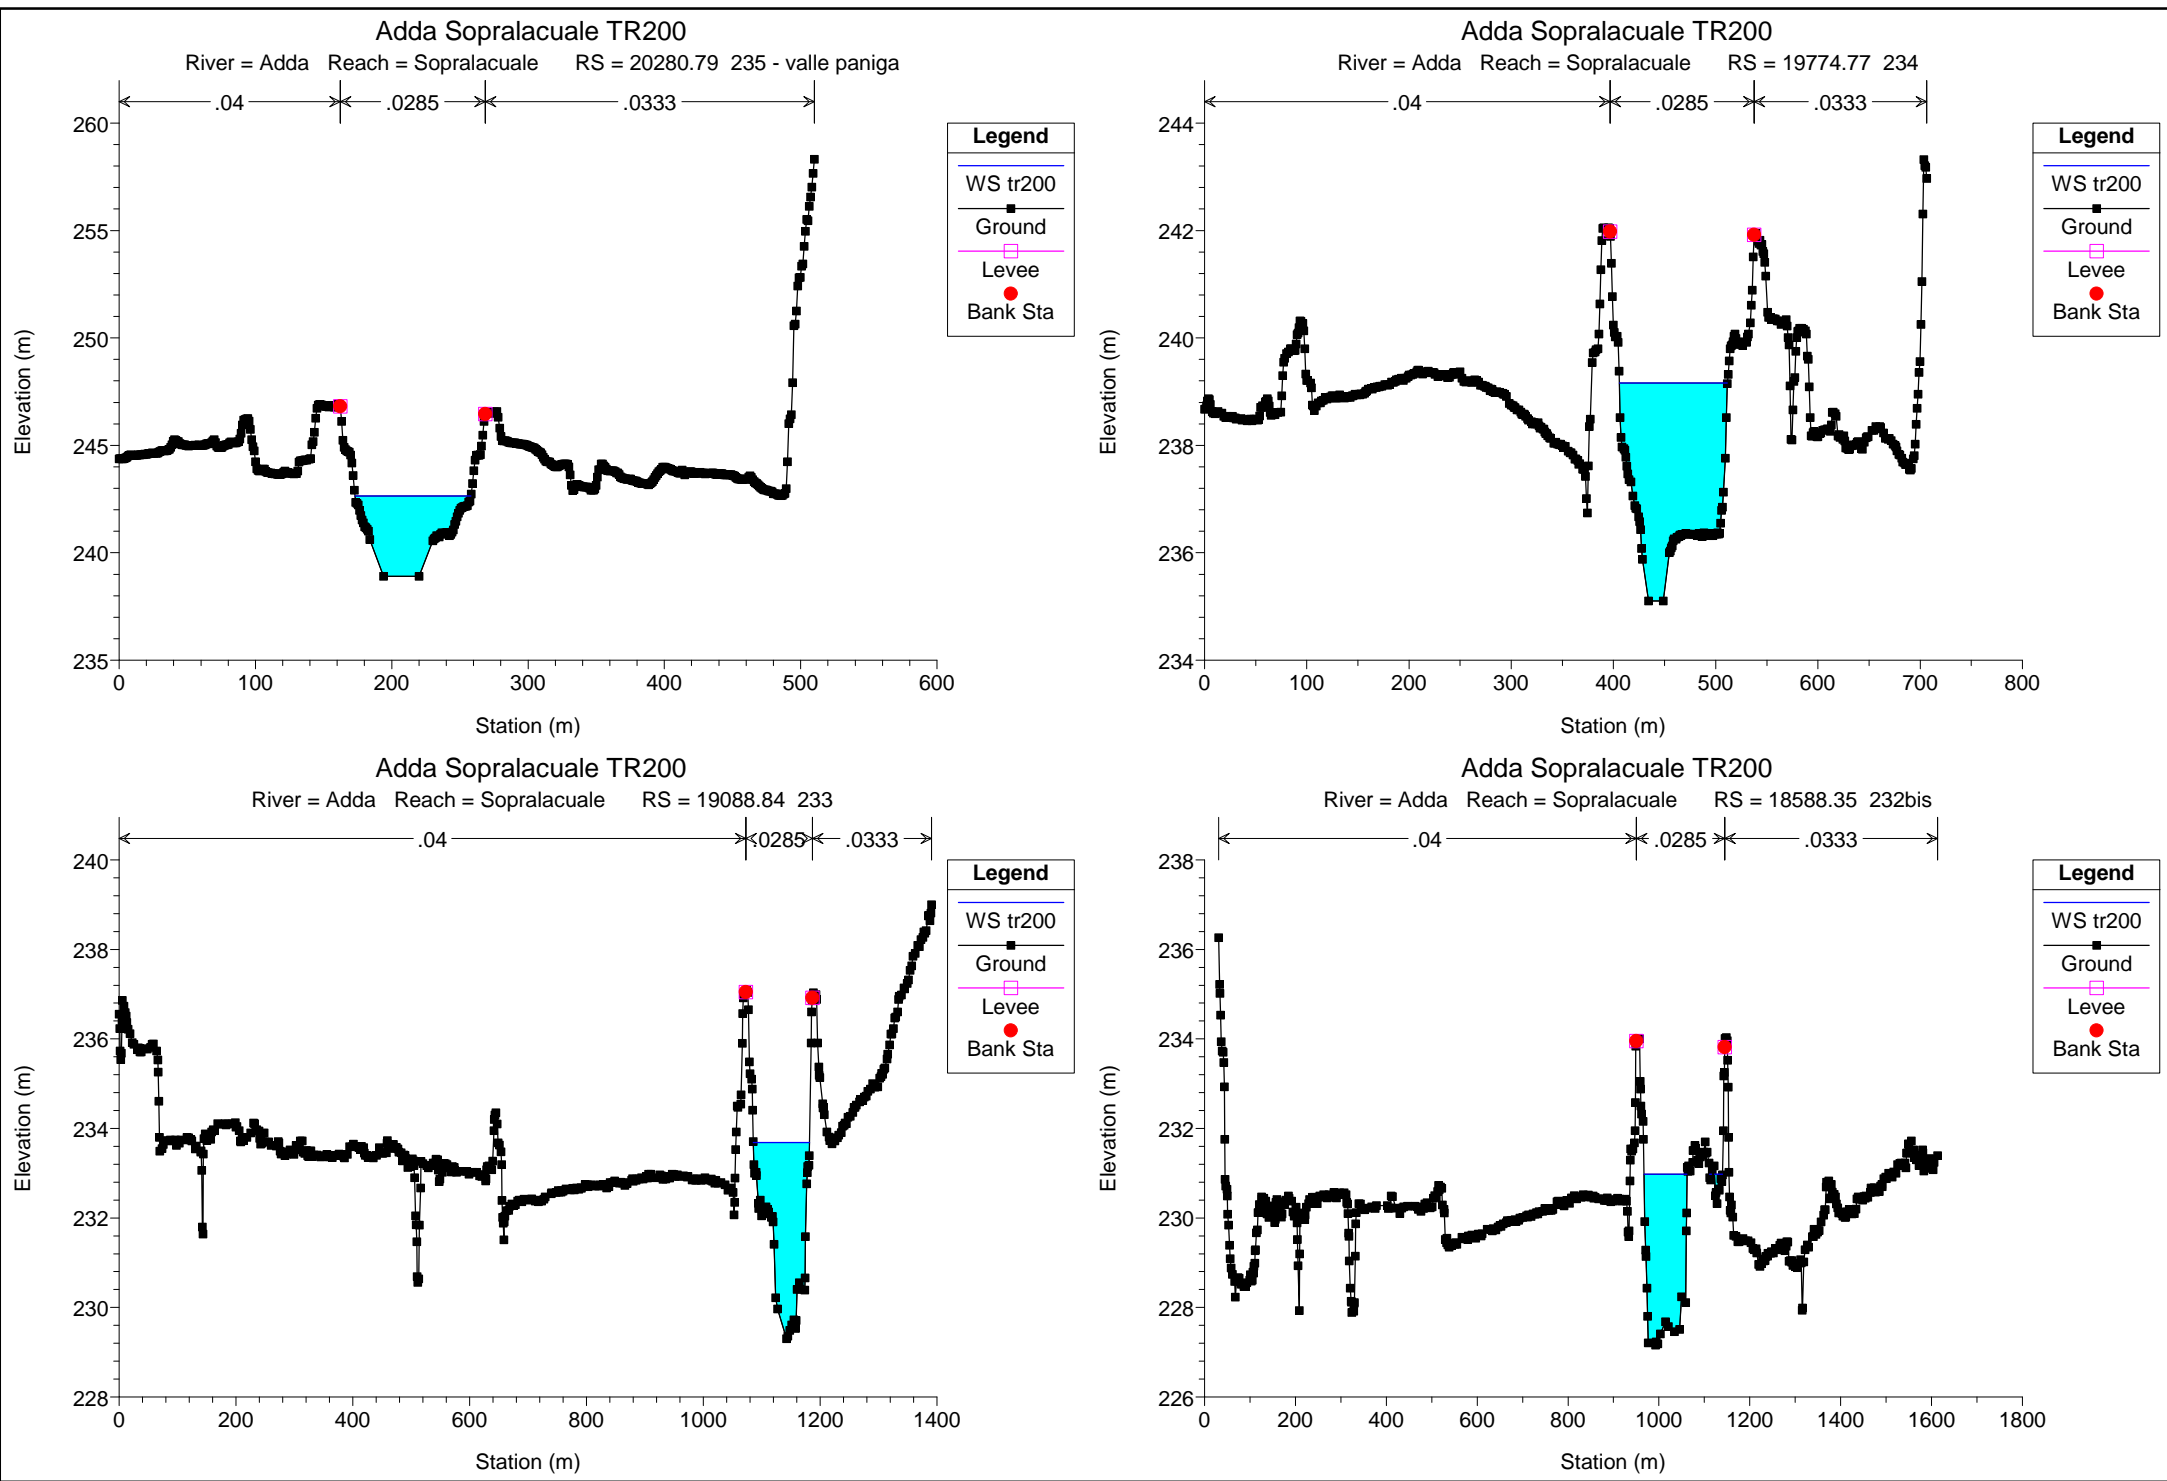 Adda Sopralacuale TR200
River = Adda   Reach = Sopralacuale      RS = 20280.79  235 - valle paniga
.04 .0285 .0333
260
255
250
245
240
235
0 100 200 300 400 500 600
Station (m)
Elevation (m)
Legend
WS tr200
Ground
Levee
Bank Sta
Adda Sopralacuale TR200
River = Adda   Reach = Sopralacuale      RS = 19774.77  234
.04 .0285 .0333
244
242
240
238
236
234
0 100 200 300 400 500 600 700 800
Station (m)
Elevation (m)
Legend
WS tr200
Ground
Levee
Bank Sta
Adda Sopralacuale TR200
River = Adda   Reach = Sopralacuale      RS = 19088.84  233
.04 .0285 .0333
240
238
236
234
232
230
228
0 200 400 600 800 1000 1200 1400
Station (m)
Elevation (m)
Legend
WS tr200
Ground
Levee
Bank Sta
Adda Sopralacuale TR200
River = Adda   Reach = Sopralacuale      RS = 18588.35  232bis
.04 .0285 .0333
238
236
234
232
230
228
226
0 200 400 600 800 1000 1200 1400 1600 1800
Station (m)
Elevation (m)
Legend
WS tr200
Ground
Levee
Bank Sta